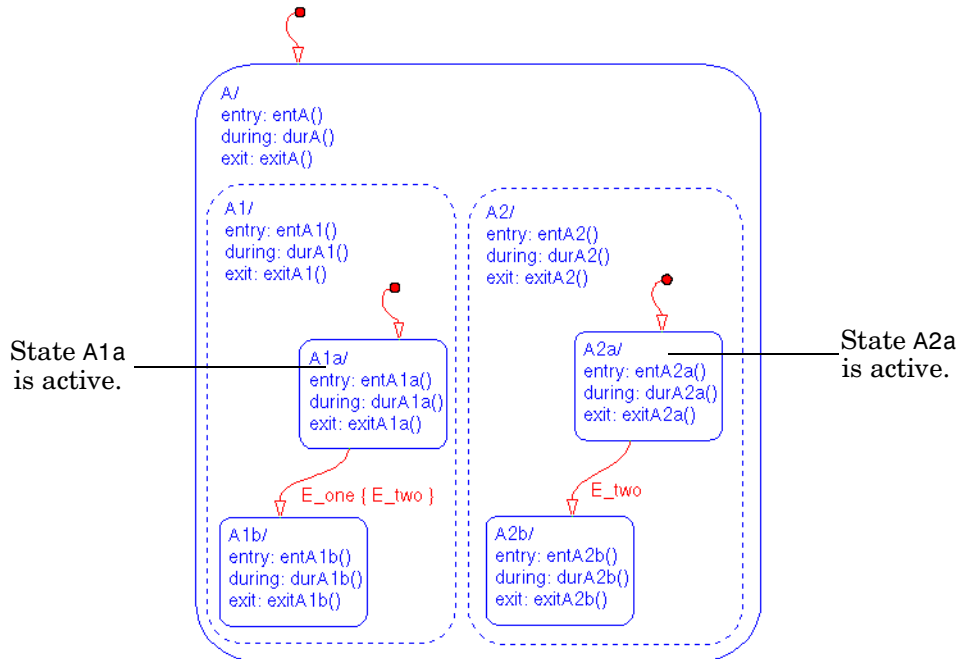 A/
entry: entA()
during: durA()
exit: exitA()
A1/
entry: entA1()
during: durA1()
exit: exitA1()
A2/
entry: entA2()
during: durA2()
exit: exitA2()
State A1a
is active.
A1a/
entry: entA1a()
during: durA1a()
exit: exitA1a()
A2a/
entry: entA2a()
during: durA2a()
exit: exitA2a()
State A2a
is active.
E_one { E_two }
E_two
A1b/
entry: entA1b()
during: durA1b()
exit: exitA1b()
A2b/
entry: entA2b()
during: durA2b()
exit: exitA2b()